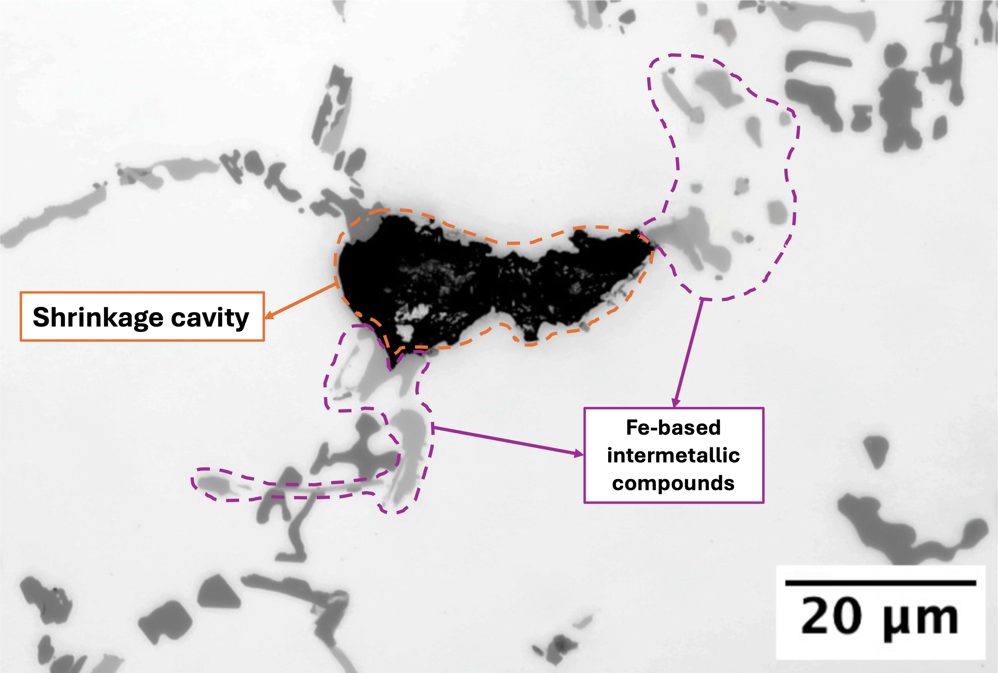 Shrinkage cavity
Fe-based
intermetallic
compounds
20 µm